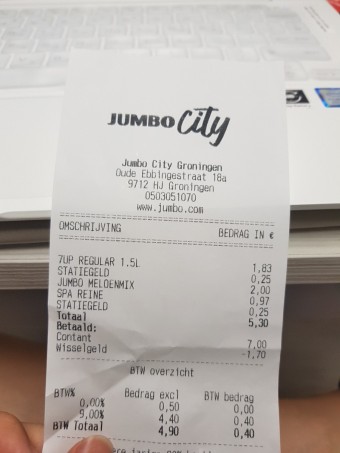 JUMBO City
Jumbo City Groningen
Oude Ebbingestraat 18a
9712 HJ Groningen
0503051070
www.jumbo.com
OMSCHRIJVING BEDRAG IN €
7UP REGULAR 1.5L 1,83
STATIEGELD 0,25
JUMBO MELOENMIX 2,00
SPA REINE 0,97
STATIEGELD 0,25
Totaal 5,30
Betaald:
Contant 7,00
Wisselgeld -1,70
BTW overzicht
BTW% Bedrag excl BTW bedrag
0,00% 0,50 0,00
9,00% 4,40 0,40
BTW Totaal 4,90 0,40